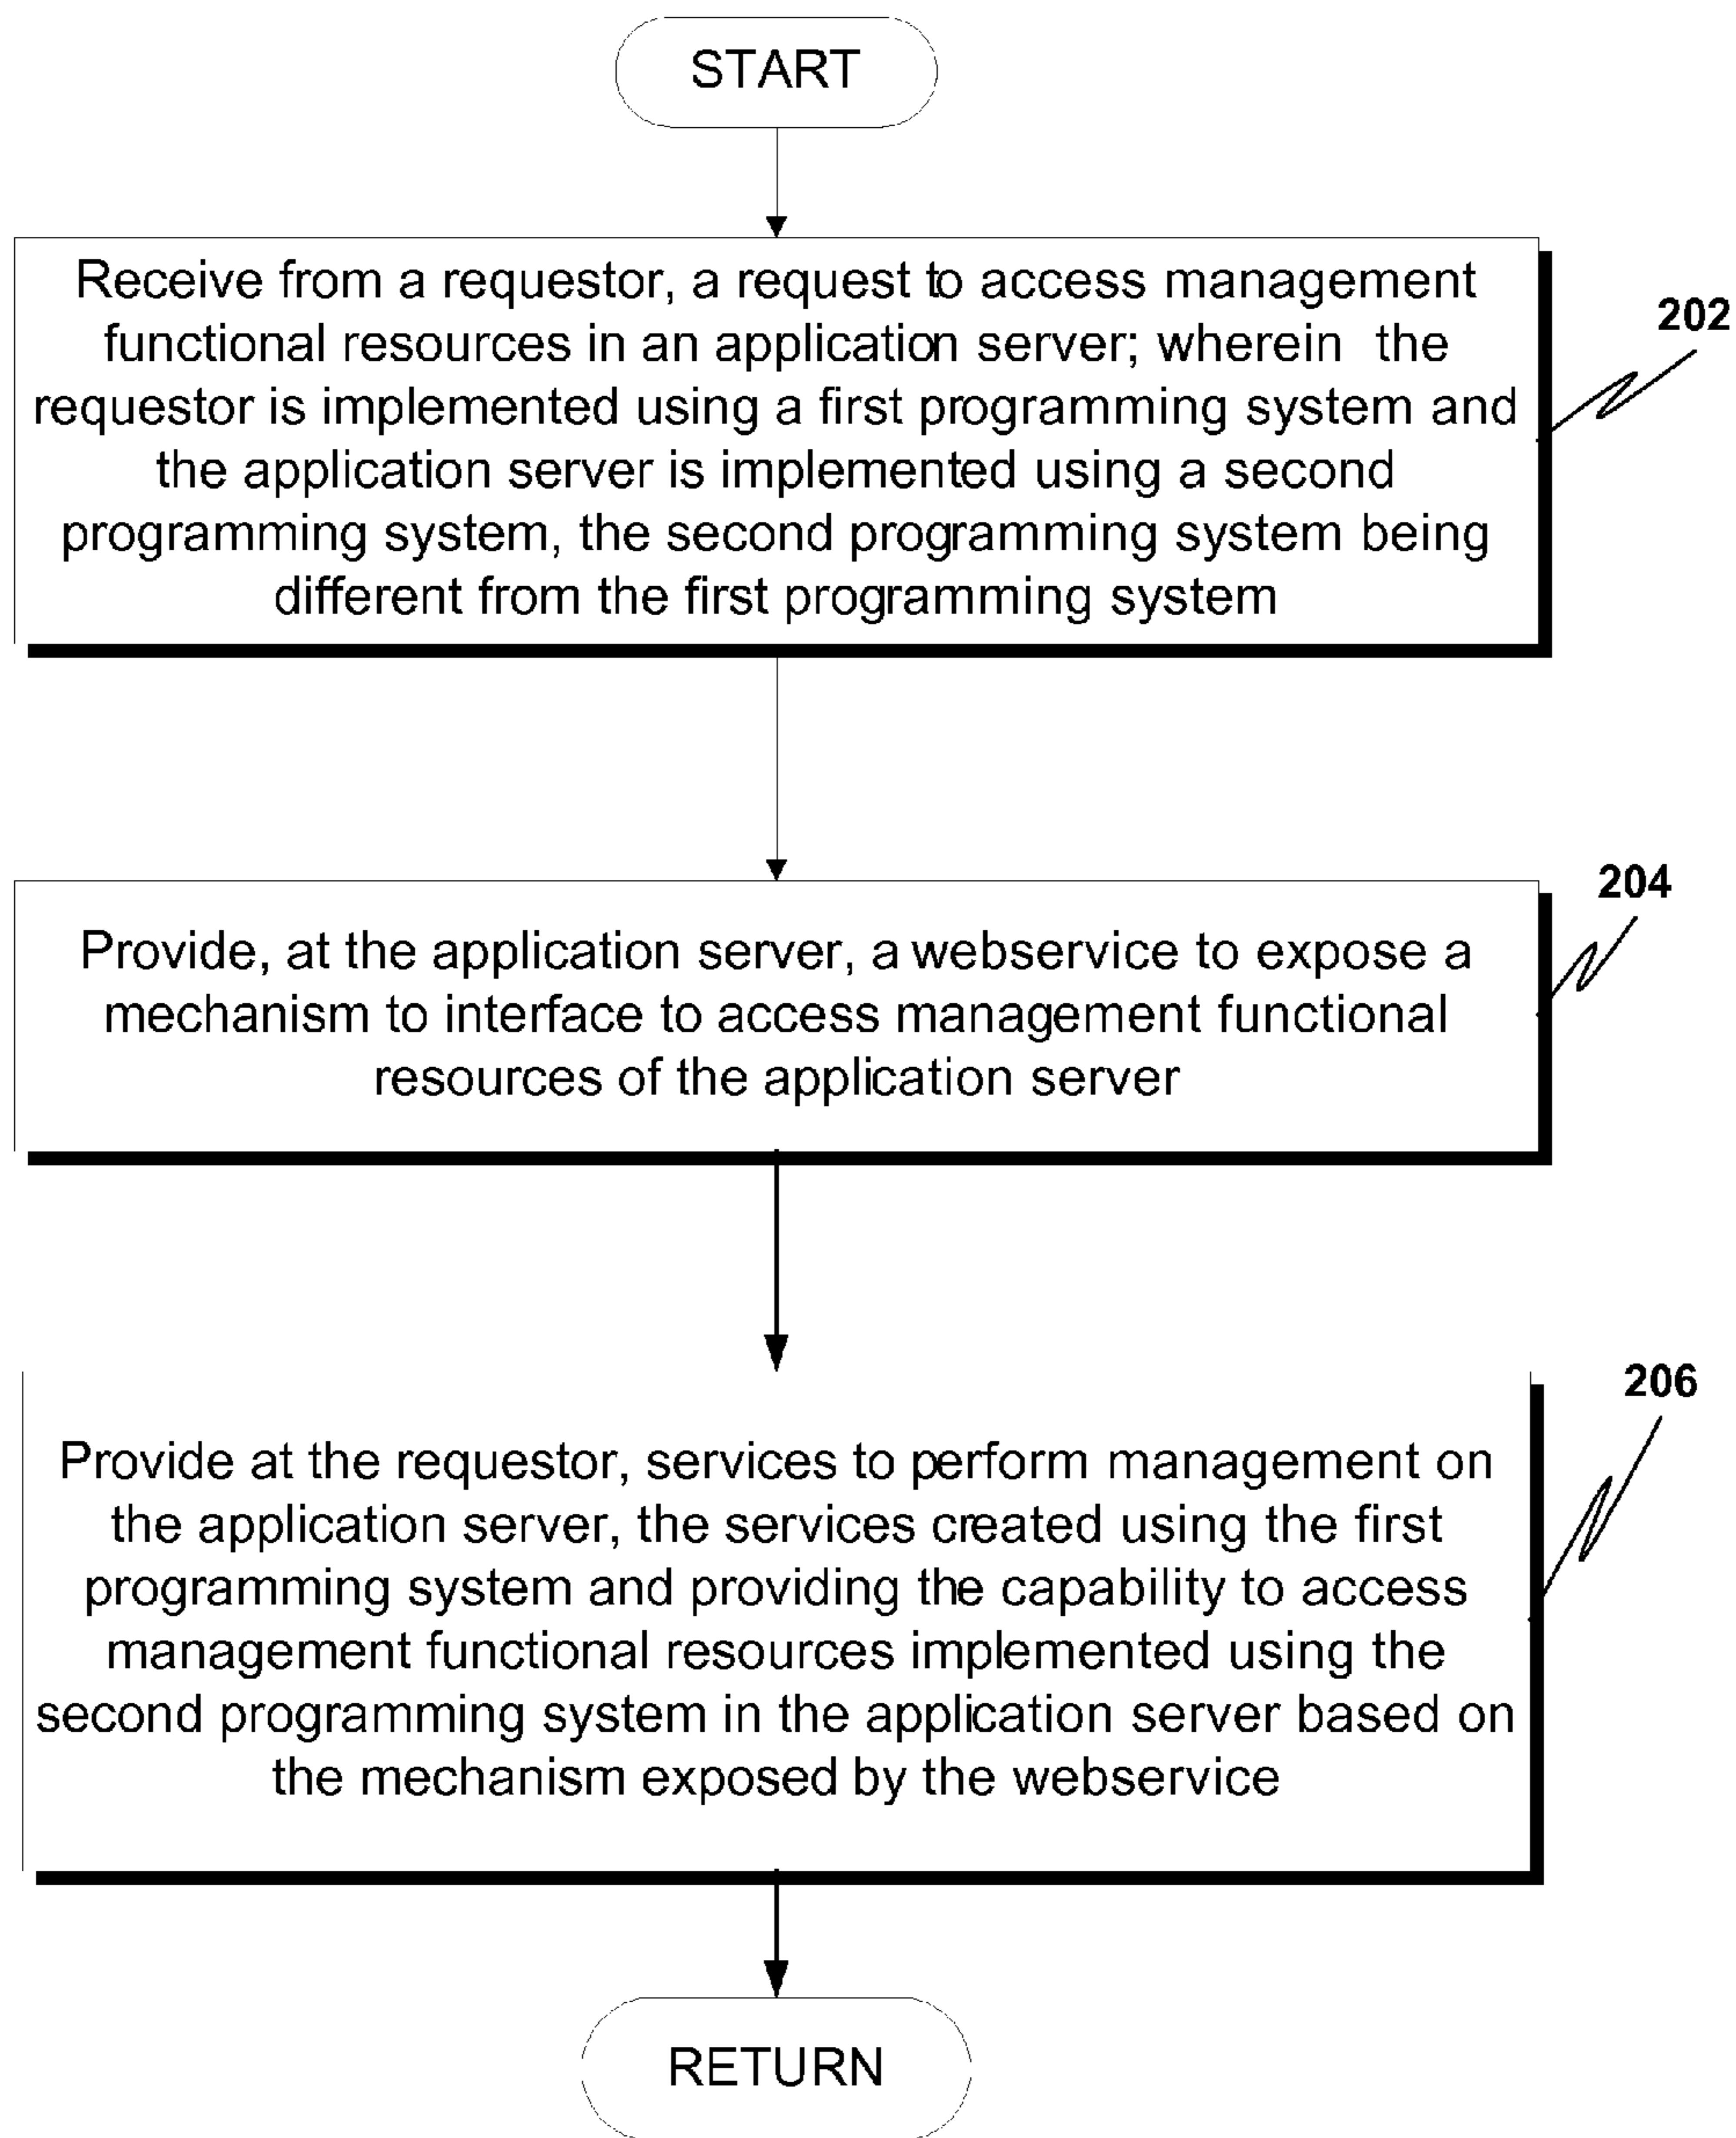 START
Receive from a requestor, a request to access management
functional resources in an application server; wherein the
requestor is implemented using a first programming system and
the application server is implemented using a second
programming system, the second programming system being
different from the first programming system
202
Provide, at the application server, a webservice to expose a
mechanism to interface to access management functional
resources of the application server
204
Provide at the requestor, services to perform management on
the application server, the services created using the first
programming system and providing the capability to access
management functional resources implemented using the
second programming system in the application server based on
the mechanism exposed by the webservice
206
RETURN